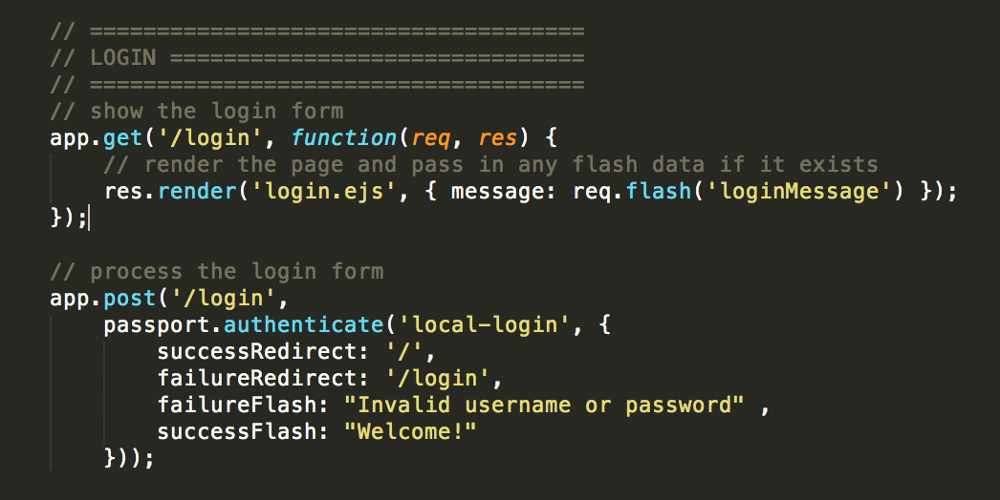 // =====================================
// LOGIN ===============================
// =====================================
// show the login form
app.get('/login', function(req, res) {
    // render the page and pass in any flash data if it exists
    res.render('login.ejs', { message: req.flash('loginMessage') });
});

// process the login form
app.post('/login',
    passport.authenticate('local-login', {
        successRedirect: '/',
        failureRedirect: '/login',
        failureFlash: "Invalid username or password" ,
        successFlash: "Welcome!"
    }));